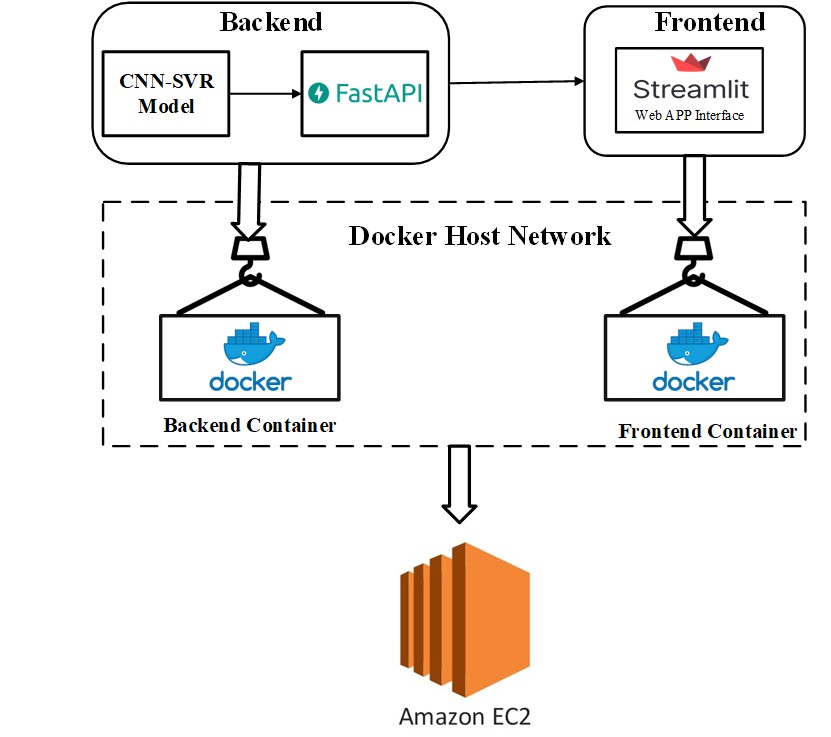 Backend
Frontend
CNN-SVR
Model
FastAPI
Streamlit
Web APP Interface
Docker Host Network
docker
docker
Backend Container
Frontend Container
Amazon EC2